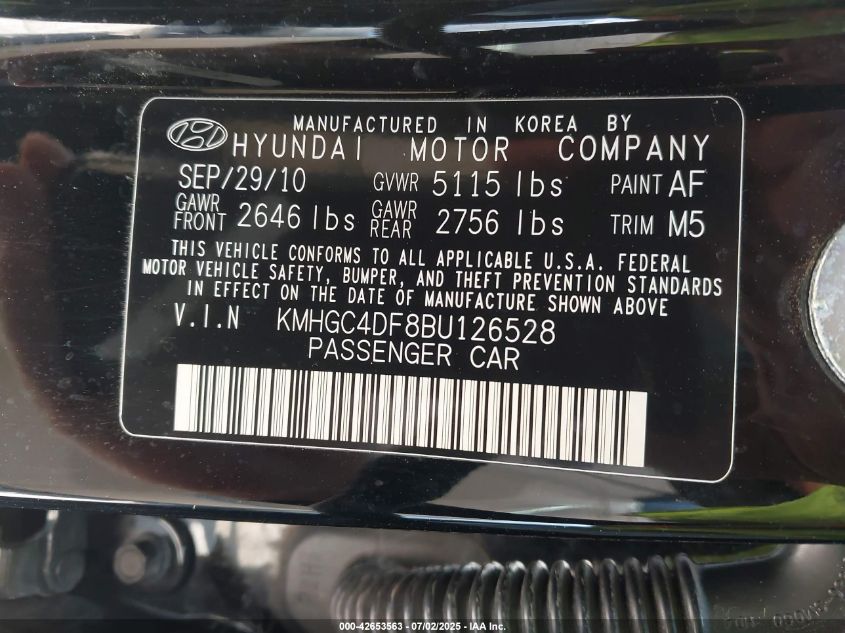 MANUFACTURED IN KOREA BY
HYUNDAI MOTOR COMPANY
SEP/29/10 GVWR 5115 lbs PAINT AF
GAWR FRONT 2646 lbs GAWR REAR 2756 lbs TRIM M5
THIS VEHICLE CONFORMS TO ALL APPLICABLE U.S.A. FEDERAL
MOTOR VEHICLE SAFETY, BUMPER, AND THEFT PREVENTION STANDARDS
IN EFFECT ON THE DATE OF MANUFACTURE SHOWN ABOVE
V.I.N KMHGC4DF8BU126528
PASSENGER CAR
000-42653563 - 07/02/2025 - IAA Inc.